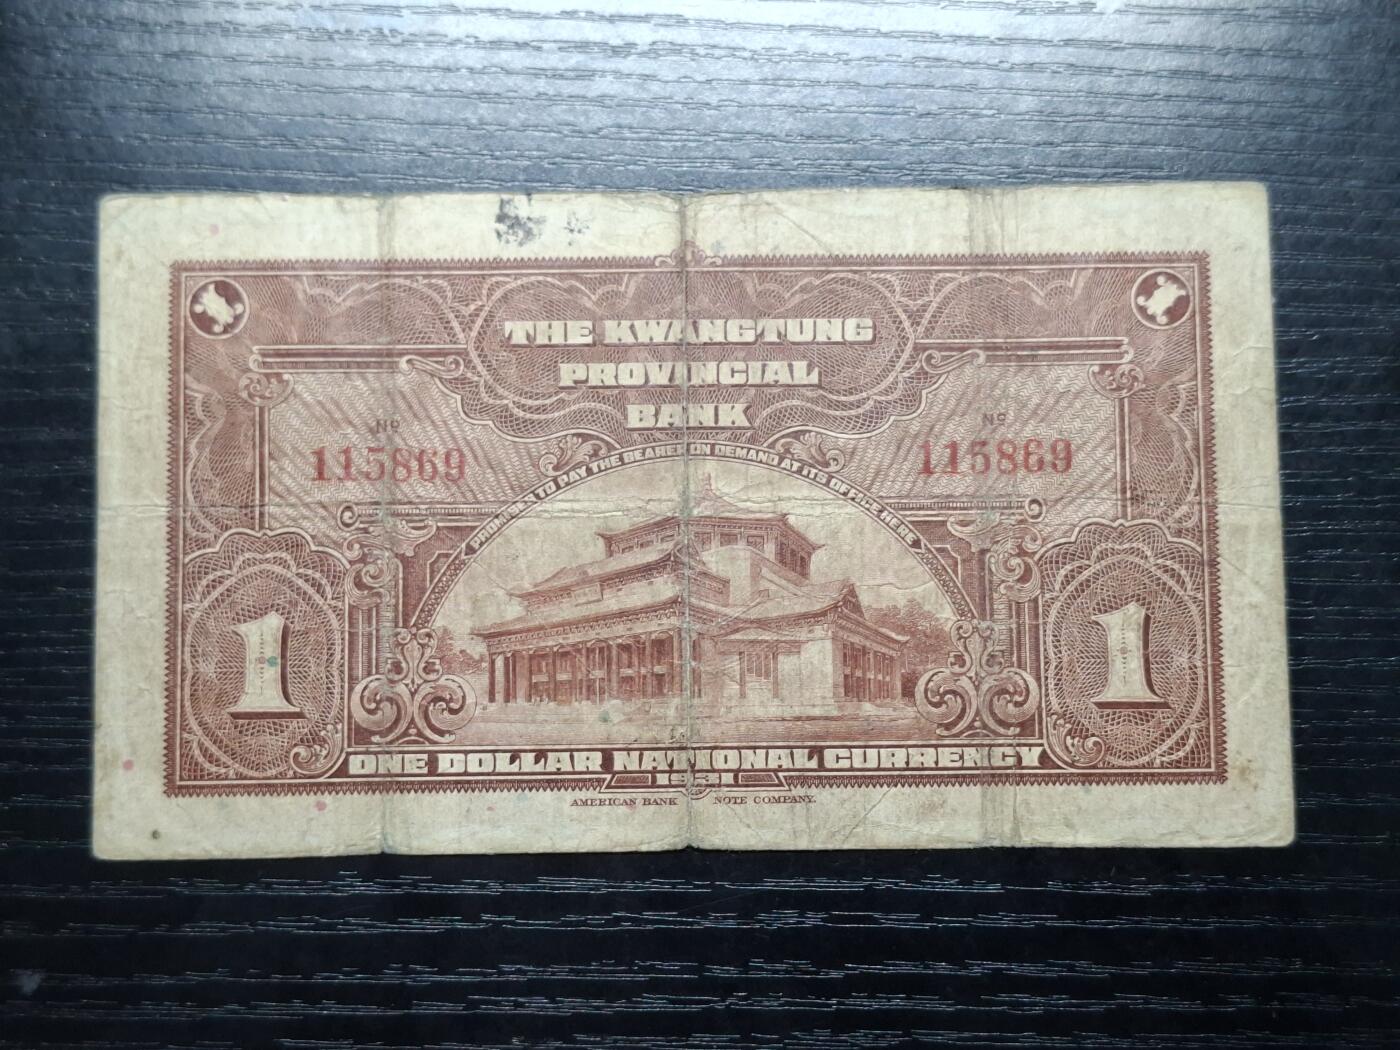 THE KWANGTUNG
PROVINCIAL
BANK
No No
115869 115869
PROMISES TO PAY THE BEARER ON DEMAND AT ITS OFFICE HERE
1 1
ONE DOLLAR NATIONAL CURRENCY
1931
AMERICAN BANK NOTE COMPANY.